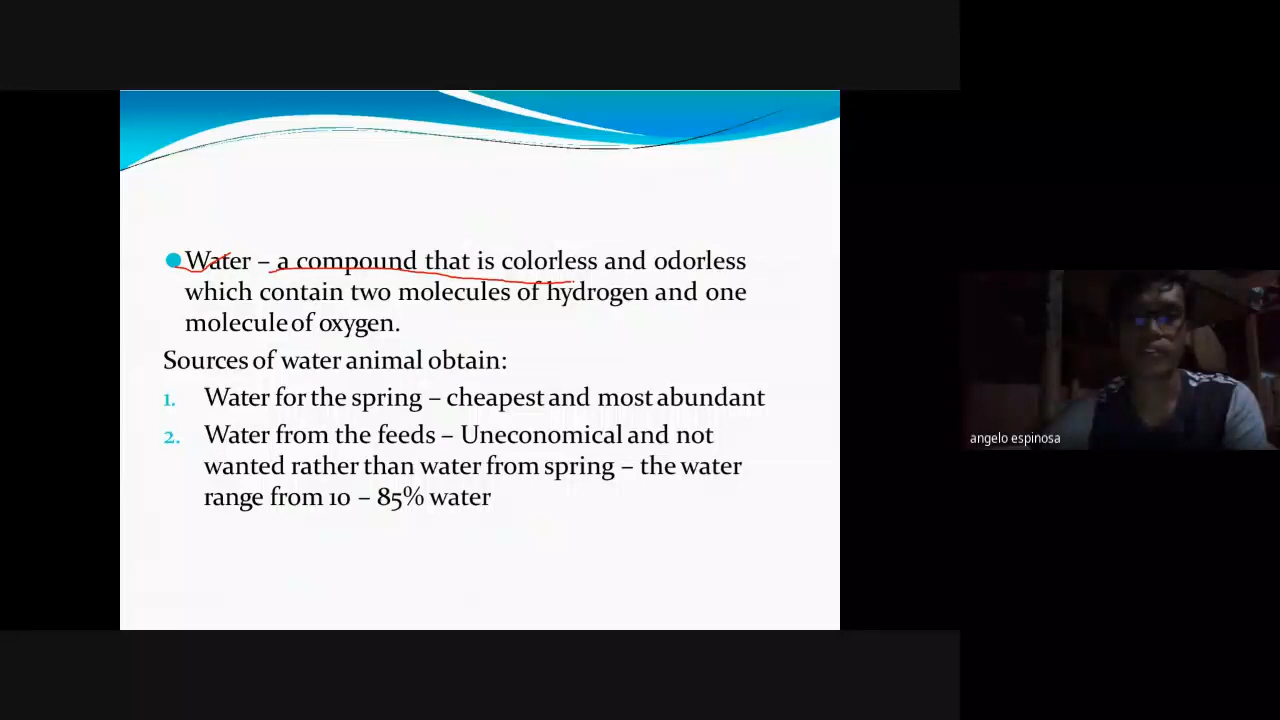 Water – a compound that is colorless and odorless
which contain two molecules of hydrogen and one
molecule of oxygen.
Sources of water animal obtain:
1. Water for the spring – cheapest and most abundant
2. Water from the feeds – Uneconomical and not
wanted rather than water from spring – the water
range from 10 – 85% water
angelo espinosa